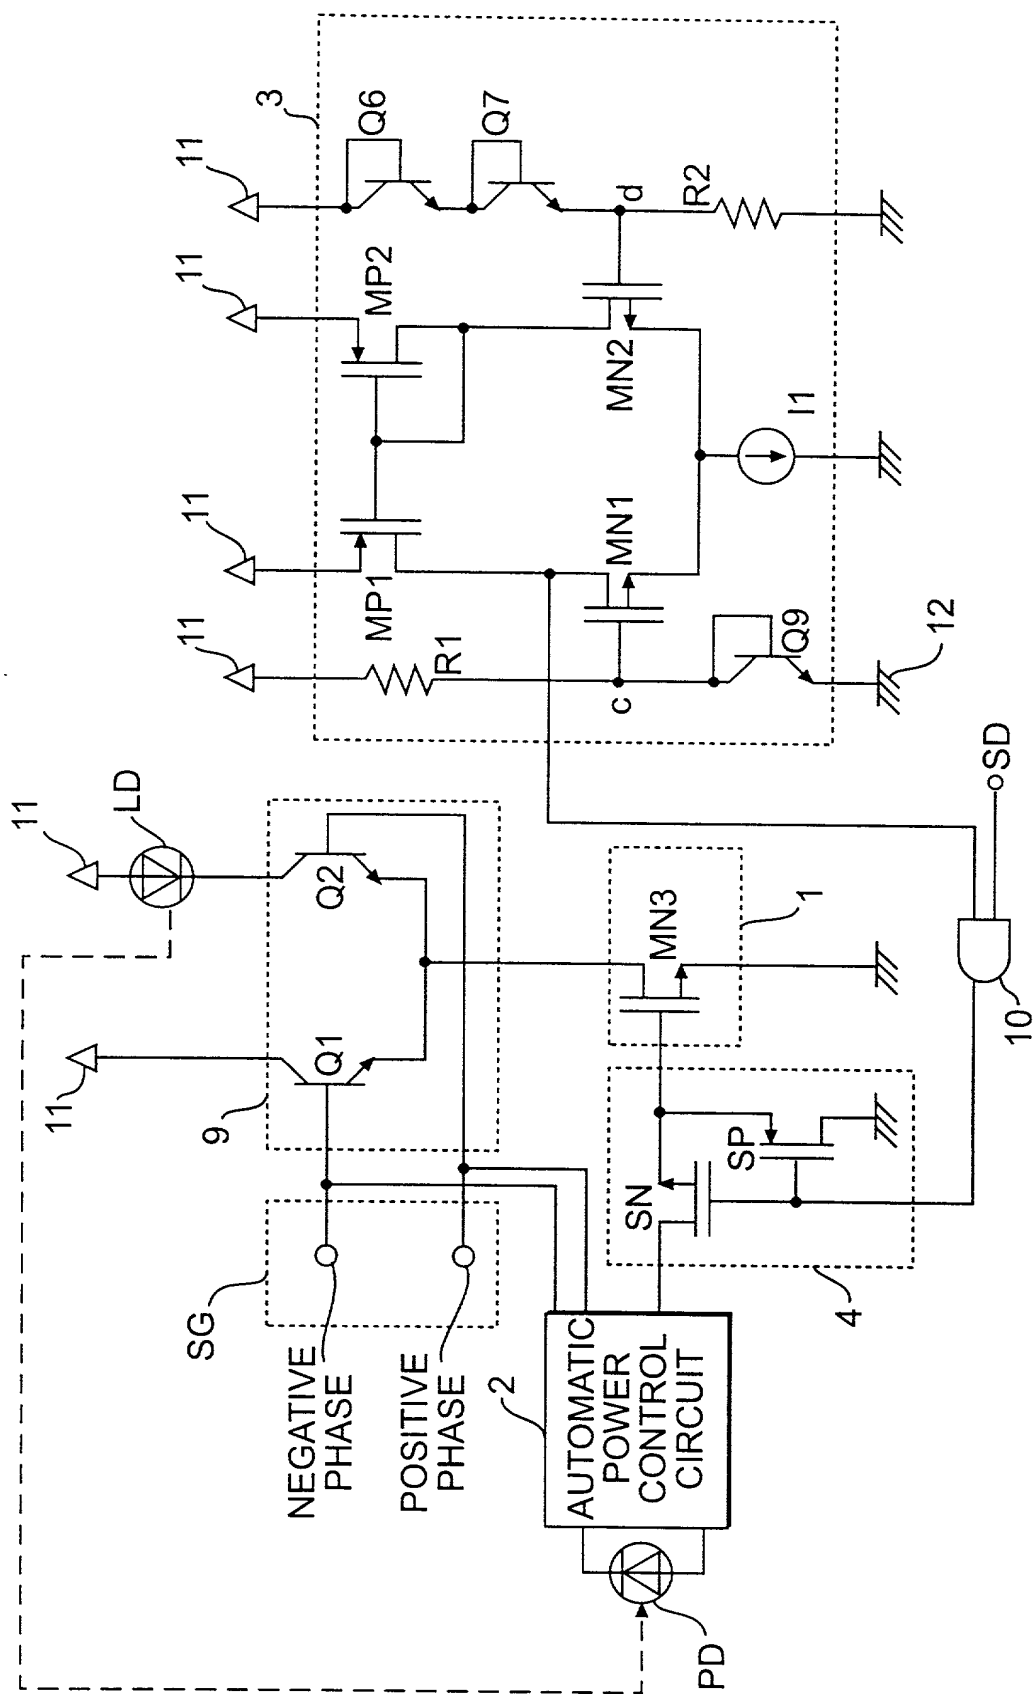 3
11
Q6
Q7
d
R2
11
MP2
MN2
I1
11
MP1
MN1
11
R1
c
Q9
12
11
LD
Q2
Q1
11
9
MN3
1
SD
10
SN
SP
4
SG
NEGATIVE
PHASE
POSITIVE
PHASE
2
AUTOMATIC
POWER
CONTROL
CIRCUIT
PD